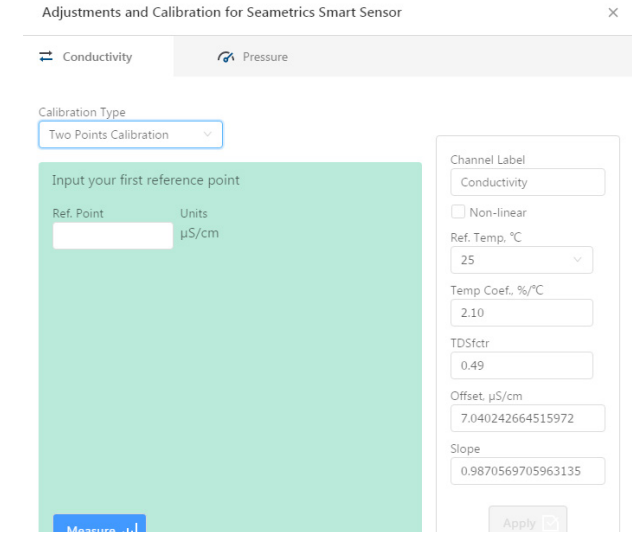 Adjustments and Calibration for Seametrics Smart Sensor
Conductivity
Pressure
Calibration Type
Two Points Calibration
Input your first reference point
Ref. Point
Units
µS/cm
Channel Label
Conductivity
Non-linear
Ref. Temp, °C
25
Temp Coef., %/°C
2.10
TDSfctr
0.49
Offset, µS/cm
7.040242664515972
Slope
0.9870569705963135
Measure
Apply